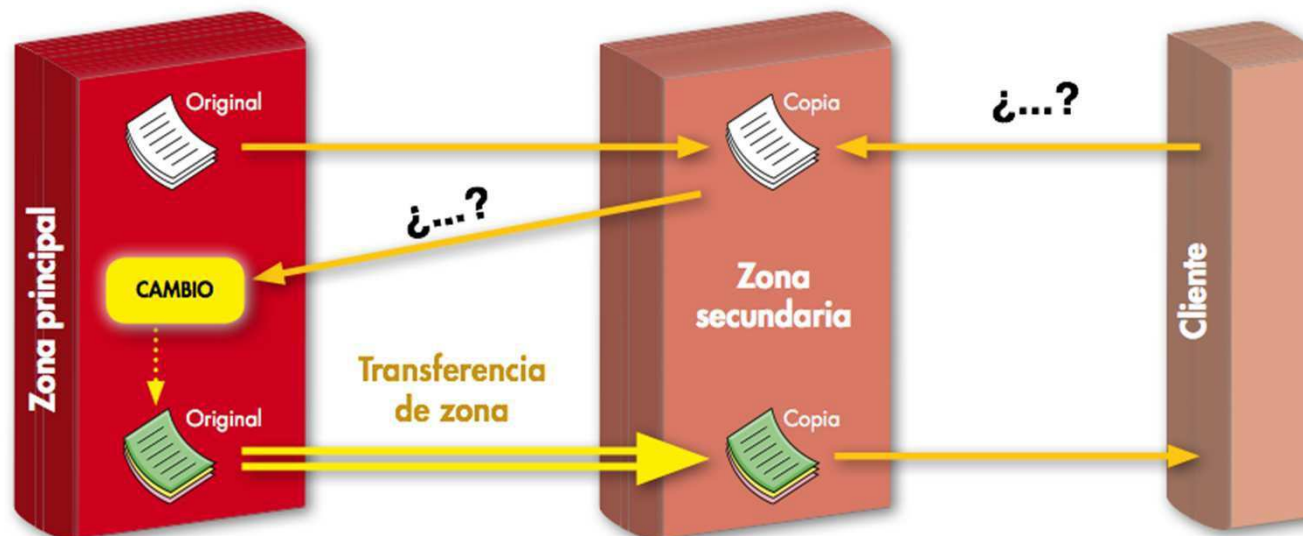 Original
Copia
¿...?
¿...?
Zona principal
CAMBIO
Zona
secundaria
Cliente
Transferencia
de zona
Original
Copia